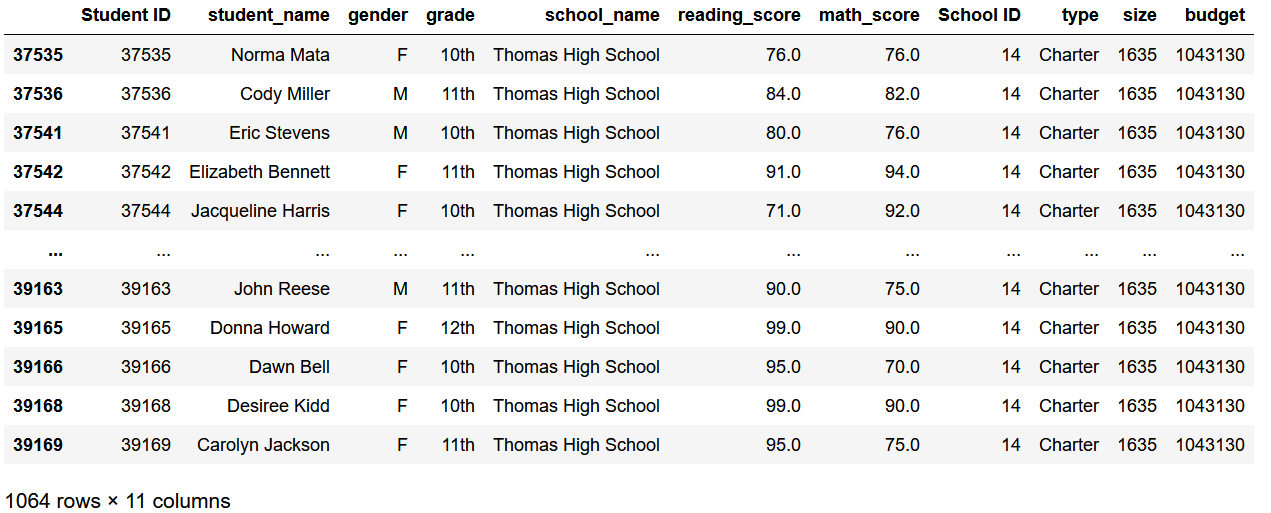 Student ID student_name gender grade school_name reading_score math_score School ID type size budget
37535 37535 Norma Mata F 10th Thomas High School 76.0 76.0 14 Charter 1635 1043130
37536 37536 Cody Miller M 11th Thomas High School 84.0 82.0 14 Charter 1635 1043130
37541 37541 Eric Stevens M 10th Thomas High School 80.0 76.0 14 Charter 1635 1043130
37542 37542 Elizabeth Bennett F 11th Thomas High School 91.0 94.0 14 Charter 1635 1043130
37544 37544 Jacqueline Harris F 10th Thomas High School 71.0 92.0 14 Charter 1635 1043130
... ... ... ... ... ... ... ... ... ... ... ...
39163 39163 John Reese M 11th Thomas High School 90.0 75.0 14 Charter 1635 1043130
39165 39165 Donna Howard F 12th Thomas High School 99.0 90.0 14 Charter 1635 1043130
39166 39166 Dawn Bell F 10th Thomas High School 95.0 70.0 14 Charter 1635 1043130
39168 39168 Desiree Kidd F 10th Thomas High School 99.0 90.0 14 Charter 1635 1043130
39169 39169 Carolyn Jackson F 11th Thomas High School 95.0 75.0 14 Charter 1635 1043130
1064 rows × 11 columns